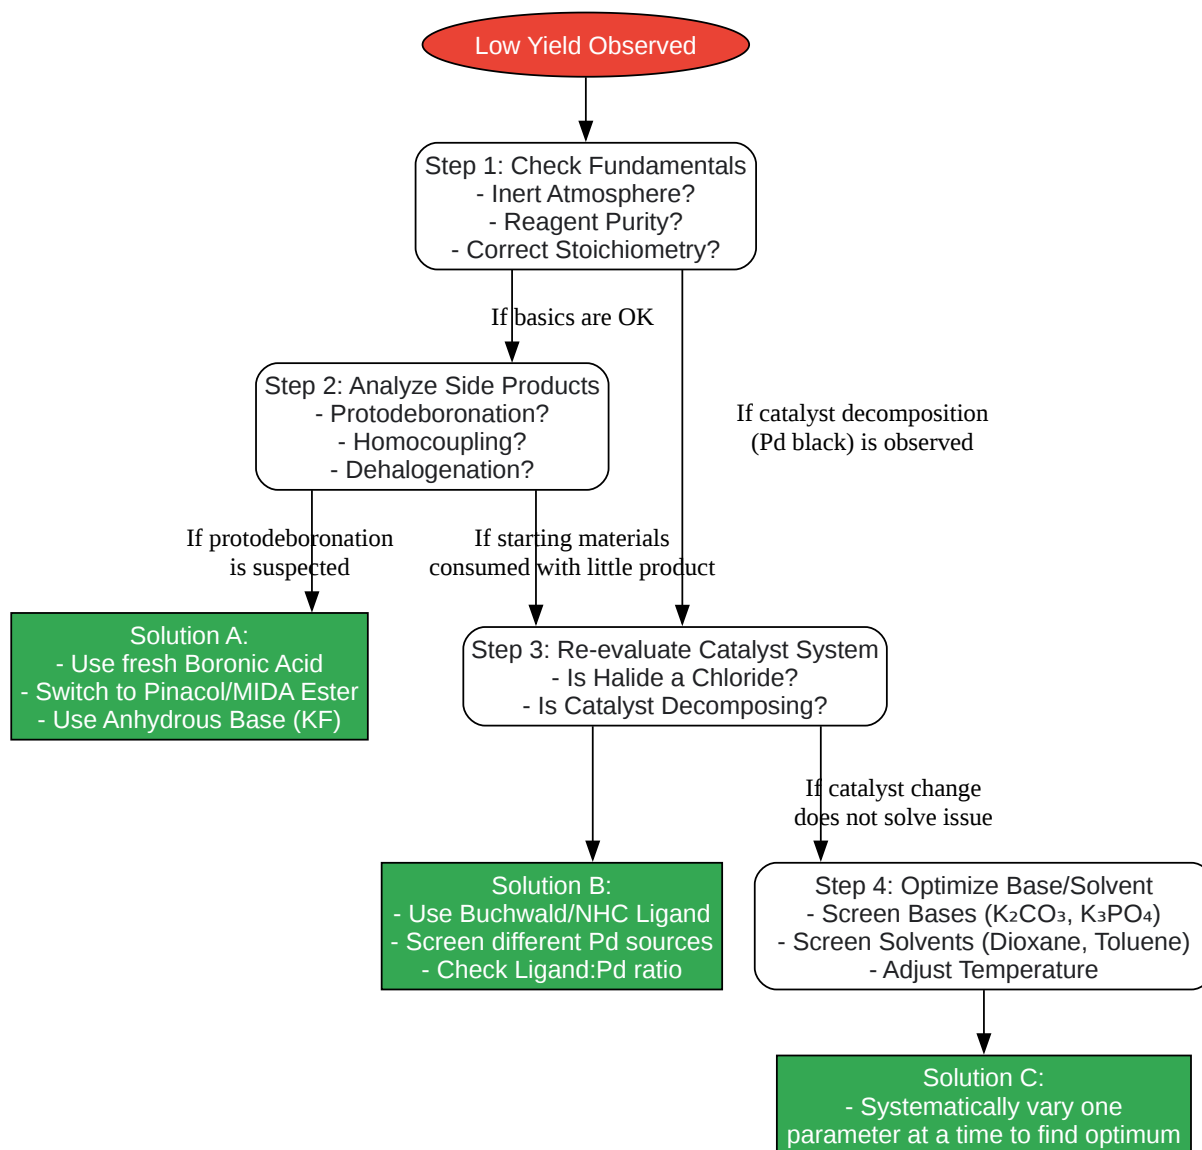 Low Yield Observed
Step 1: Check Fundamentals
- Inert Atmosphere?
- Reagent Purity?
- Correct Stoichiometry?
If basics are OK
Step 2: Analyze Side Products
- Protodeboronation?
- Homocoupling?
- Dehalogenation?
If catalyst decomposition
(Pd black) is observed
If protodeboronation
is suspected
If starting materials
consumed with little product
Solution A:
- Use fresh Boronic Acid
- Switch to Pinacol/MIDA Ester
- Use Anhydrous Base (KF)
Step 3: Re-evaluate Catalyst System
- Is Halide a Chloride?
- Is Catalyst Decomposing?
If catalyst change
does not solve issue
Solution B:
- Use Buchwald/NHC Ligand
- Screen different Pd sources
- Check Ligand:Pd ratio
Step 4: Optimize Base/Solvent
- Screen Bases (K₂CO₃, K₃PO₄)
- Screen Solvents (Dioxane, Toluene)
- Adjust Temperature
Solution C:
- Systematically vary one
parameter at a time to find optimum